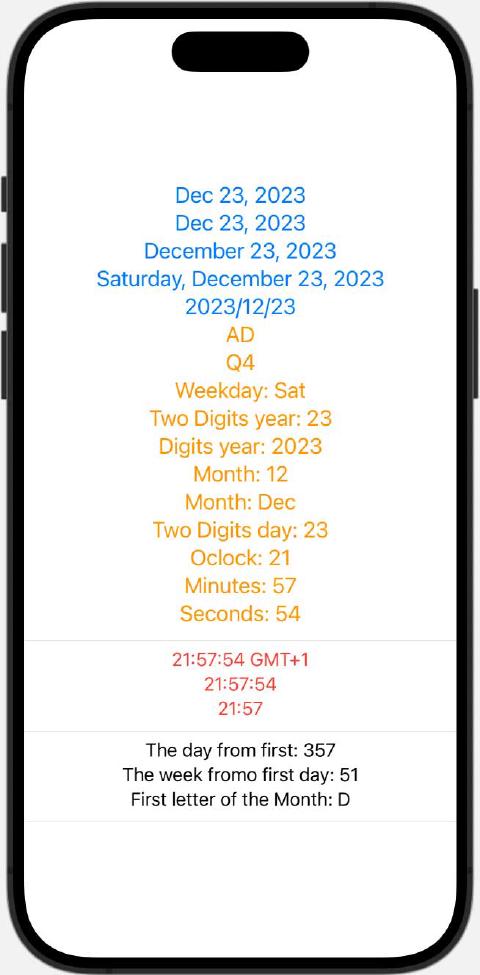 Dec 23, 2023
Dec 23, 2023
December 23, 2023
Saturday, December 23, 2023
2023/12/23
AD
Q4
Weekday: Sat
Two Digits year: 23
Digits year: 2023
Month: 12
Month: Dec
Two Digits day: 23
Oclock: 21
Minutes: 57
Seconds: 54
21:57:54 GMT+1
21:57:54
21:57
The day from first: 357
The week fromo first day: 51
First letter of the Month: D